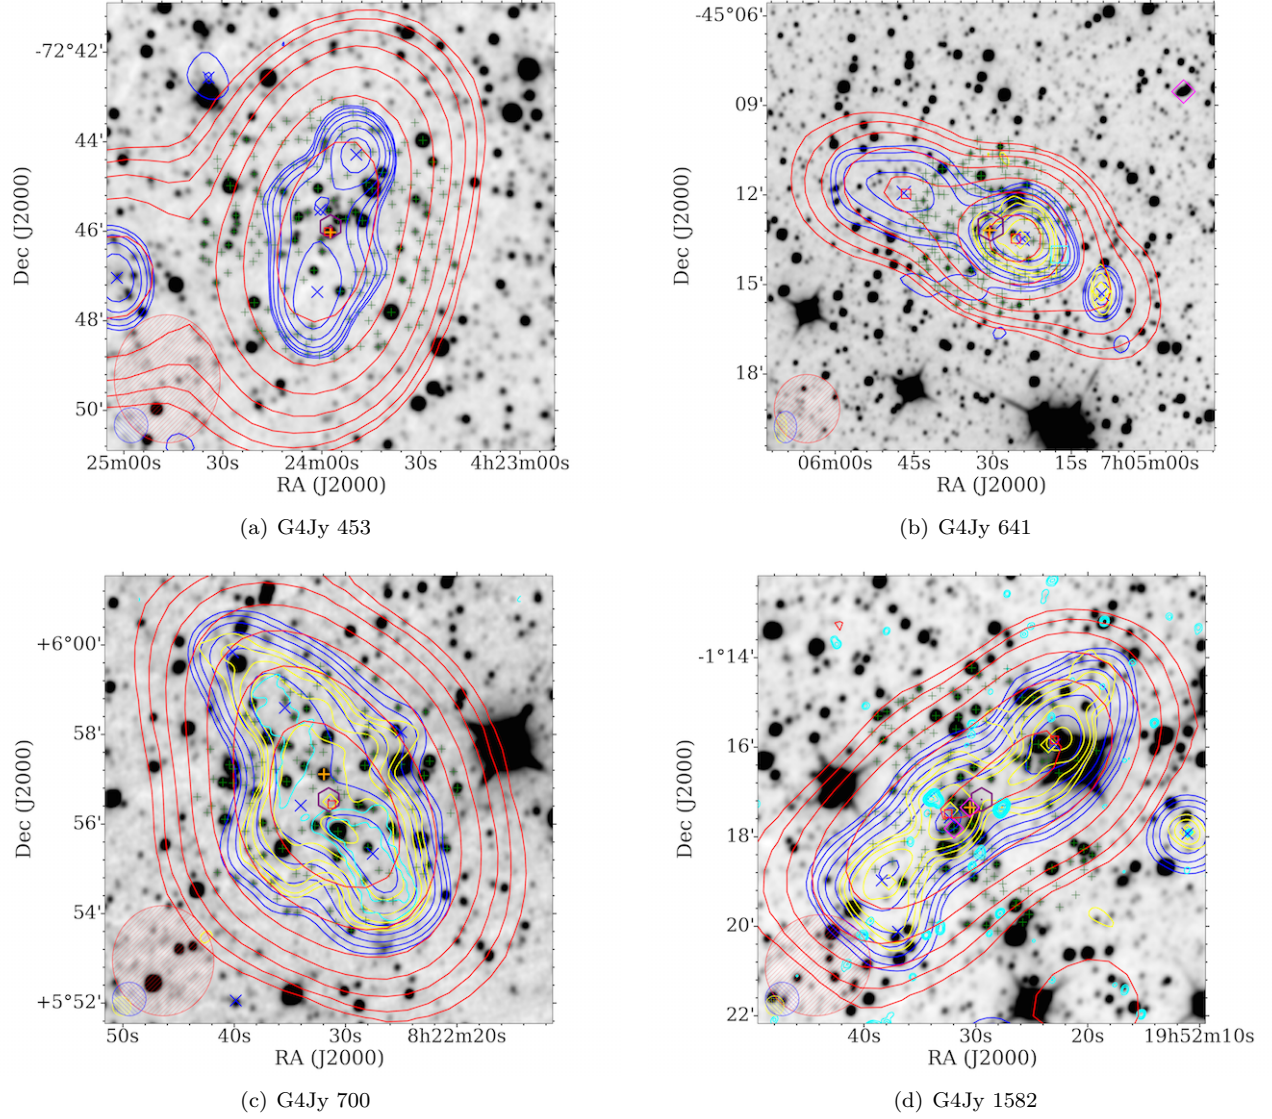 -72°42'
44'
46'
48'
50'
Dec (J2000)
25m00s 30s 24m00s 30s 4h23m00s
RA (J2000)
(a) G4Jy 453
-45°06'
09'
12'
15'
18'
Dec (J2000)
06m00s 45s 30s 15s 7h05m00s
RA (J2000)
(b) G4Jy 641
+6°00'
58'
56'
54'
+5°52'
Dec (J2000)
50s 40s 30s 8h22m20s
RA (J2000)
(c) G4Jy 700
-1°14'
16'
18'
20'
22'
Dec (J2000)
40s 30s 20s 19h52m10s
RA (J2000)
(d) G4Jy 1582